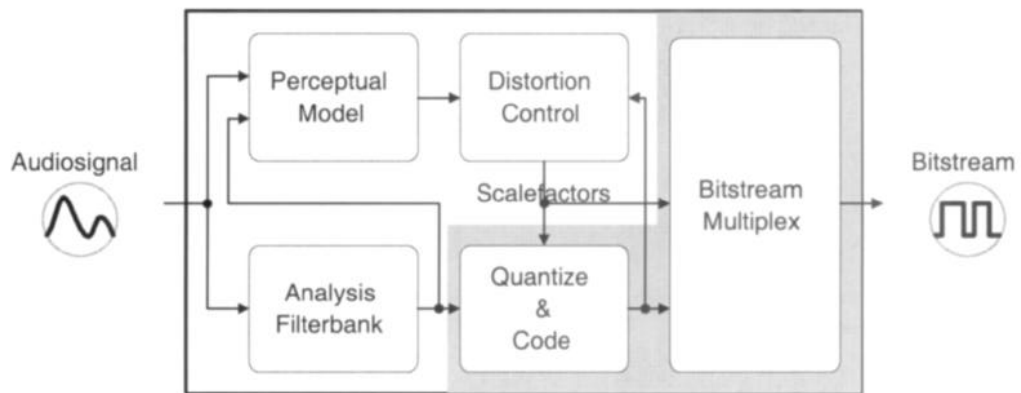 Audiosignal
Perceptual
Model
Distortion
Control
Scalefactors
Analysis
Filterbank
Quantize
&
Code
Bitstream
Multiplex
Bitstream